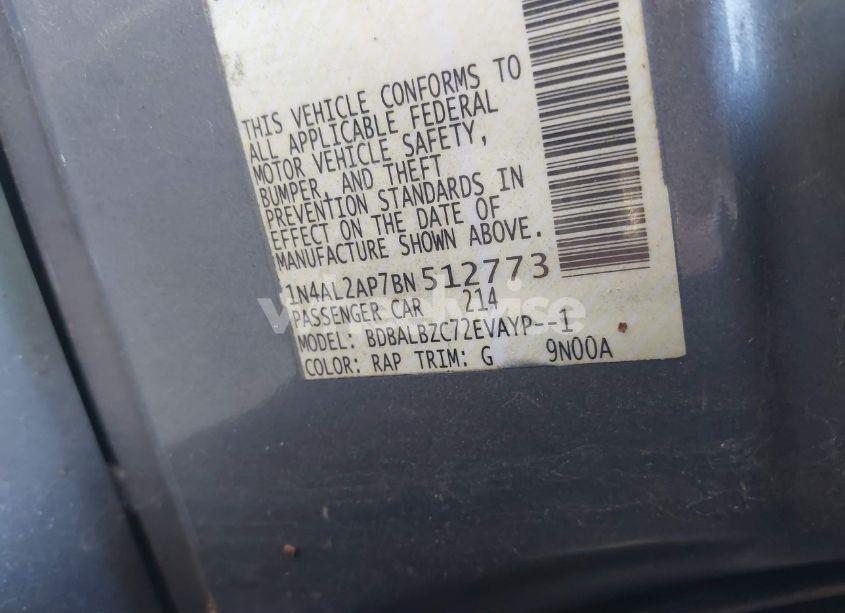 THIS VEHICLE CONFORMS TO
ALL APPLICABLE FEDERAL
MOTOR VEHICLE SAFETY,
BUMPER, AND THEFT
PREVENTION STANDARDS IN
EFFECT ON THE DATE OF
MANUFACTURE SHOWN ABOVE.
1N4AL2AP7BN512773
PASSENGER CAR 214
MODEL: BDBALBZC72EVAYP--1
COLOR: RAP TRIM: G 9N00A